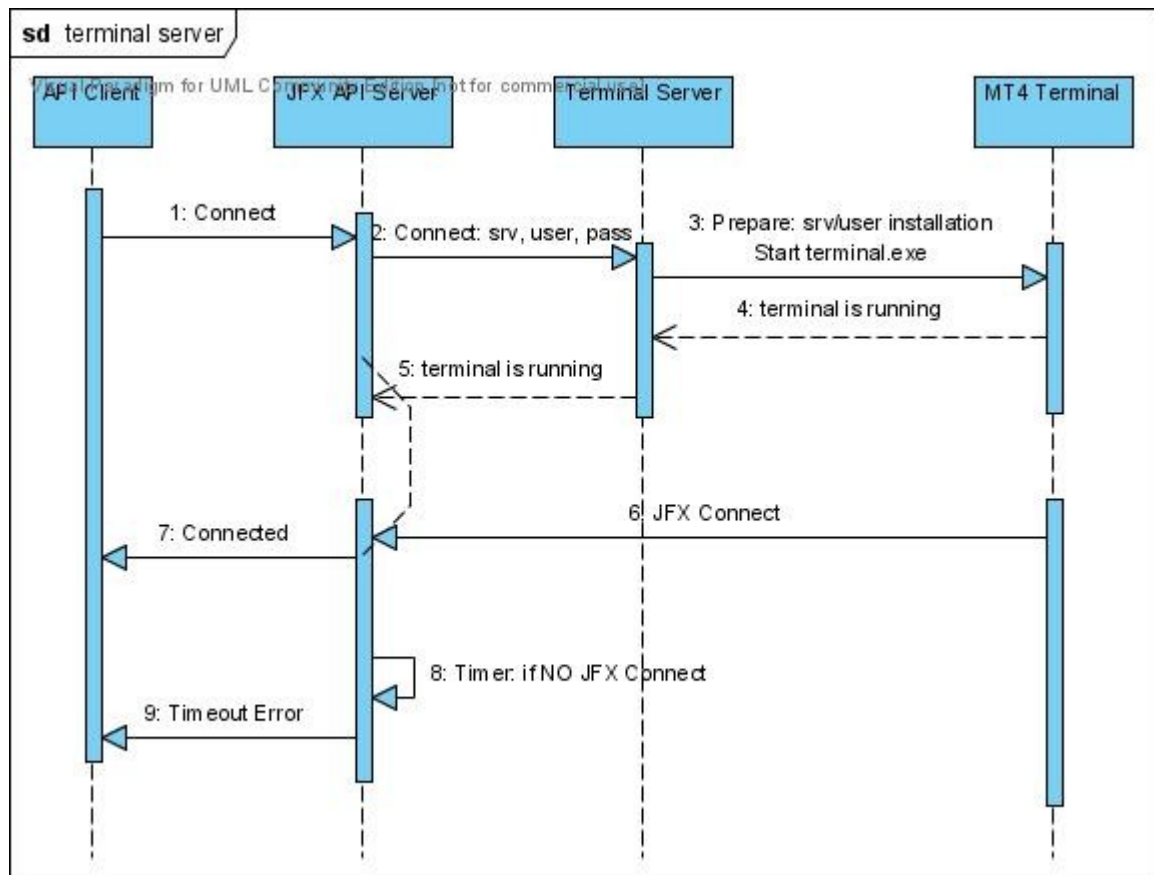 sd terminal server
Visual Paradigm for UML Community Edition [not for commercial use]
API Client
JFX API Server
Terminal Server
MT4 Terminal
1: Connect
2: Connect: srv, user, pass
3: Prepare: srv/user installation
Start terminal.exe
4: terminal is running
5: terminal is running
6: JFX Connect
7: Connected
8: Timer: if NO JFX Connect
9: Timeout Error